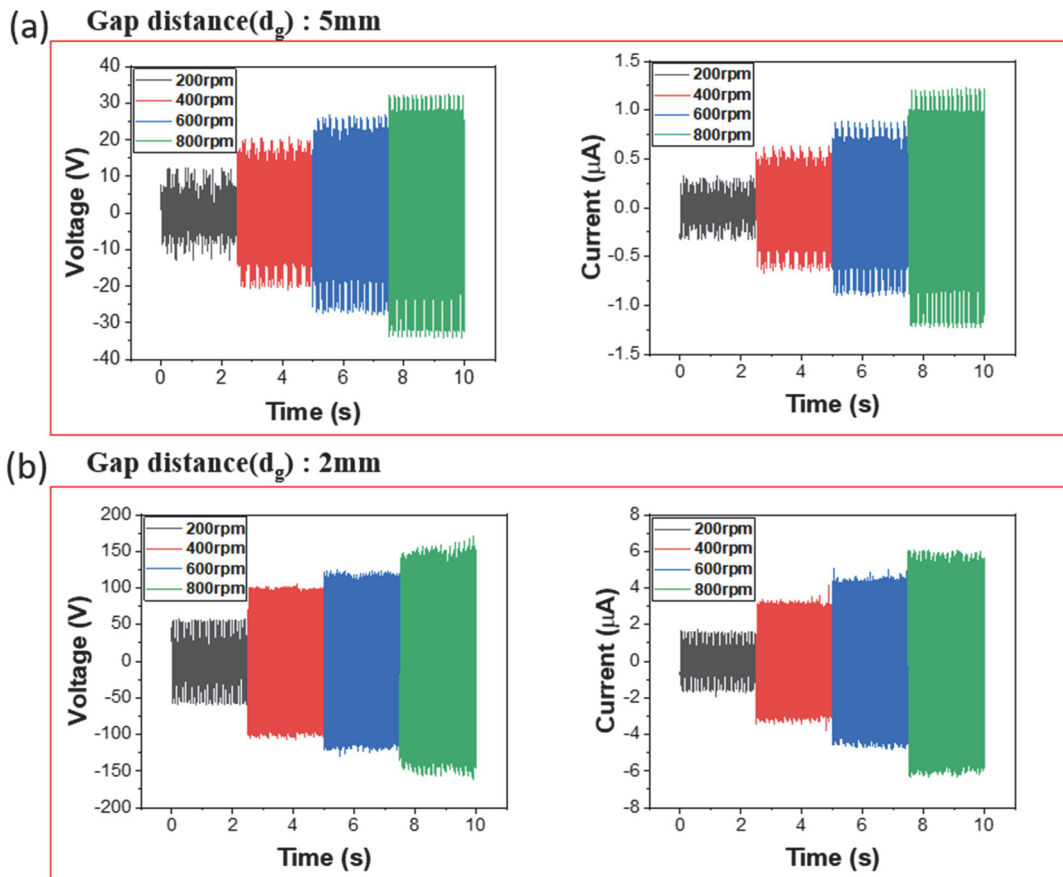 (a) Gap distance(dg) : 5mm
200rpm
400rpm
600rpm
800rpm
40
30
20
10
0
-10
-20
-30
-40
Voltage (V)
0 2 4 6 8 10
Time (s)
200rpm
400rpm
600rpm
800rpm
1.5
1.0
0.5
0.0
-0.5
-1.0
-1.5
Current (μA)
0 2 4 6 8 10
Time (s)
(b) Gap distance(dg) : 2mm
200rpm
400rpm
600rpm
800rpm
200
150
100
50
0
-50
-100
-150
-200
Voltage (V)
0 2 4 6 8 10
Time (s)
200rpm
400rpm
600rpm
800rpm
8
6
4
2
0
-2
-4
-6
-8
Current (μA)
0 2 4 6 8 10
Time (s)